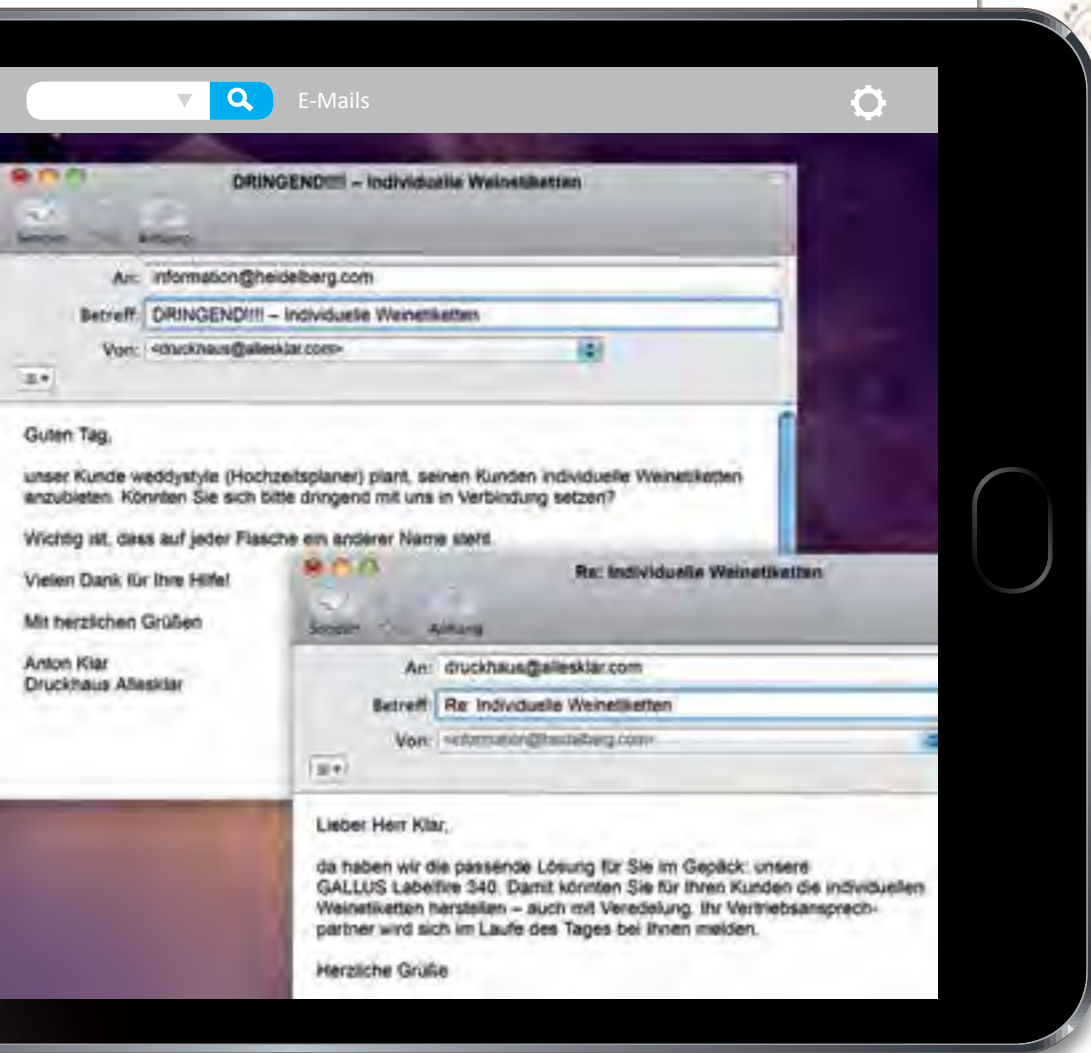 E-Mails
DRINGEND!!!! – Individuelle Weinetiketten
Senden Anhang
An: information@heidelberg.com
Betreff: DRINGEND!!!! – Individuelle Weinetiketten
Von: <druckhaus@allesklar.com>
Guten Tag,
unser Kunde weddystyle (Hochzeitsplaner) plant, seinen Kunden individuelle Weinetiketten
anzubieten. Könnten Sie sich bitte dringend mit uns in Verbindung setzen?
Wichtig ist, dass auf jeder Flasche ein anderer Name steht.
Vielen Dank für Ihre Hilfe!
Mit herzlichen Grüßen
Anton Klar
Druckhaus Allesklar
Re: Individuelle Weinetiketten
Senden Anhang
An: druckhaus@allesklar.com
Betreff: Re: Individuelle Weinetiketten
Von: <information@heidelberg.com>
Lieber Herr Klar,
da haben wir die passende Lösung für Sie im Gepäck: unsere
GALLUS Labelfire 340. Damit könnten Sie für Ihren Kunden die individuellen
Weinetiketten herstellen – auch mit Veredelung. Ihr Vertriebsansprech-
partner wird sich im Laufe des Tages bei Ihnen melden.
Herzliche Grüße